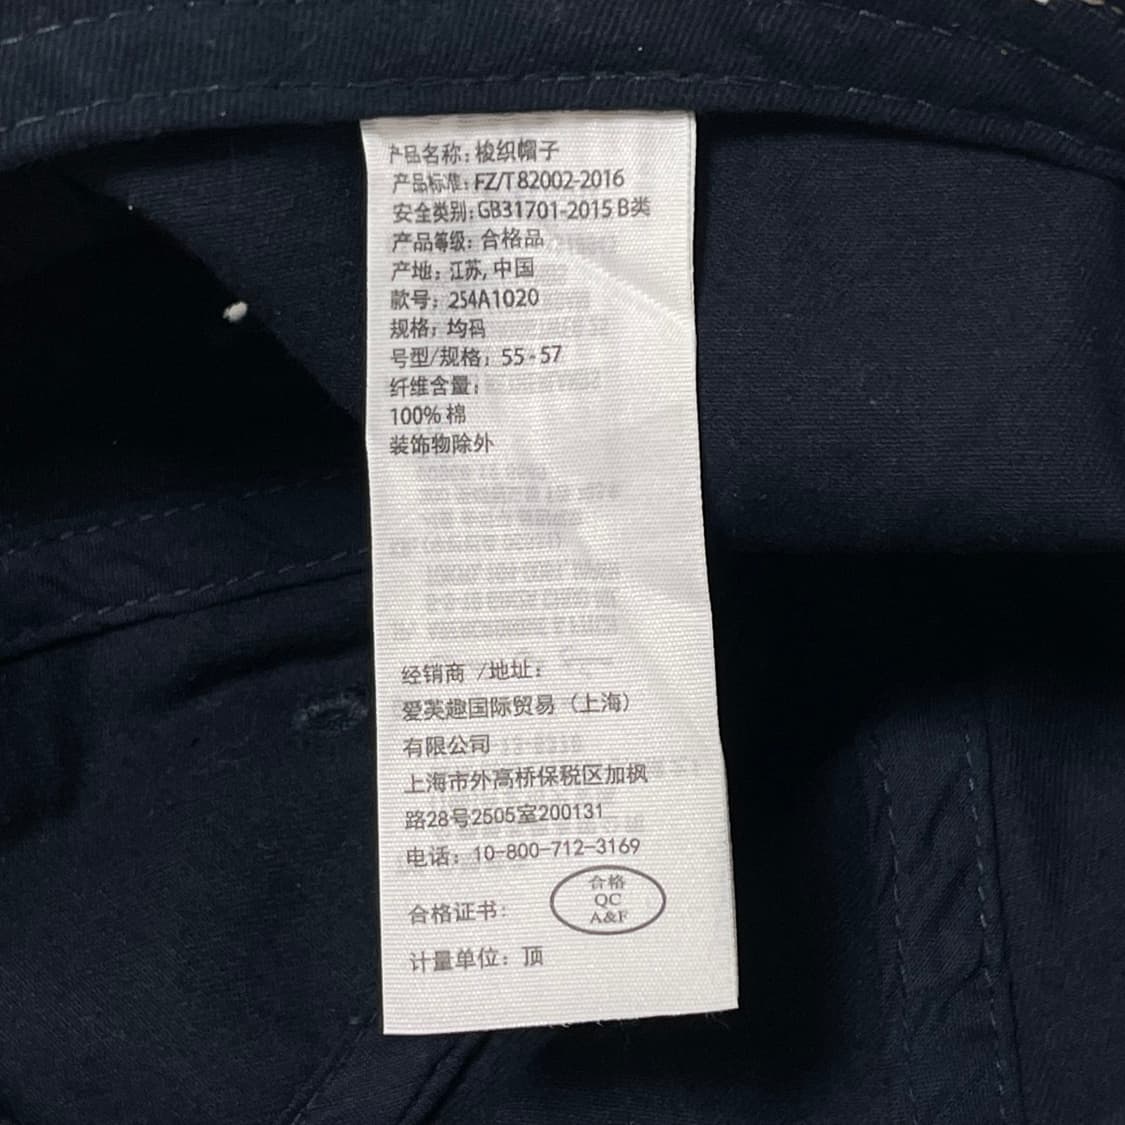 产品名称: 梭织帽子
产品标准: FZ/T 82002-2016
安全类别: GB31701-2015 B类
产品等级: 合格品
产地: 江苏, 中国
款号: 254A1020
规格: 均码
号型/规格: 55-57
纤维含量:
100% 棉
装饰物除外
经销商 /地址:
爱芙趣国际贸易 (上海)
有限公司
上海市外高桥保税区加枫
路28号2505室200131
电话: 10-800-712-3169
合格
QC
A&F
合格证书:
计量单位: 顶